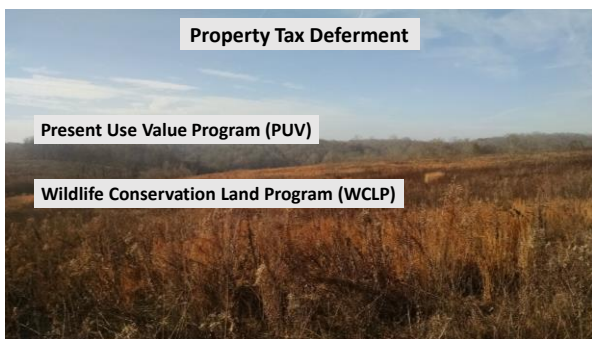 Property Tax Deferment
Present Use Value Program (PUV)
Wildlife Conservation Land Program (WCLP)